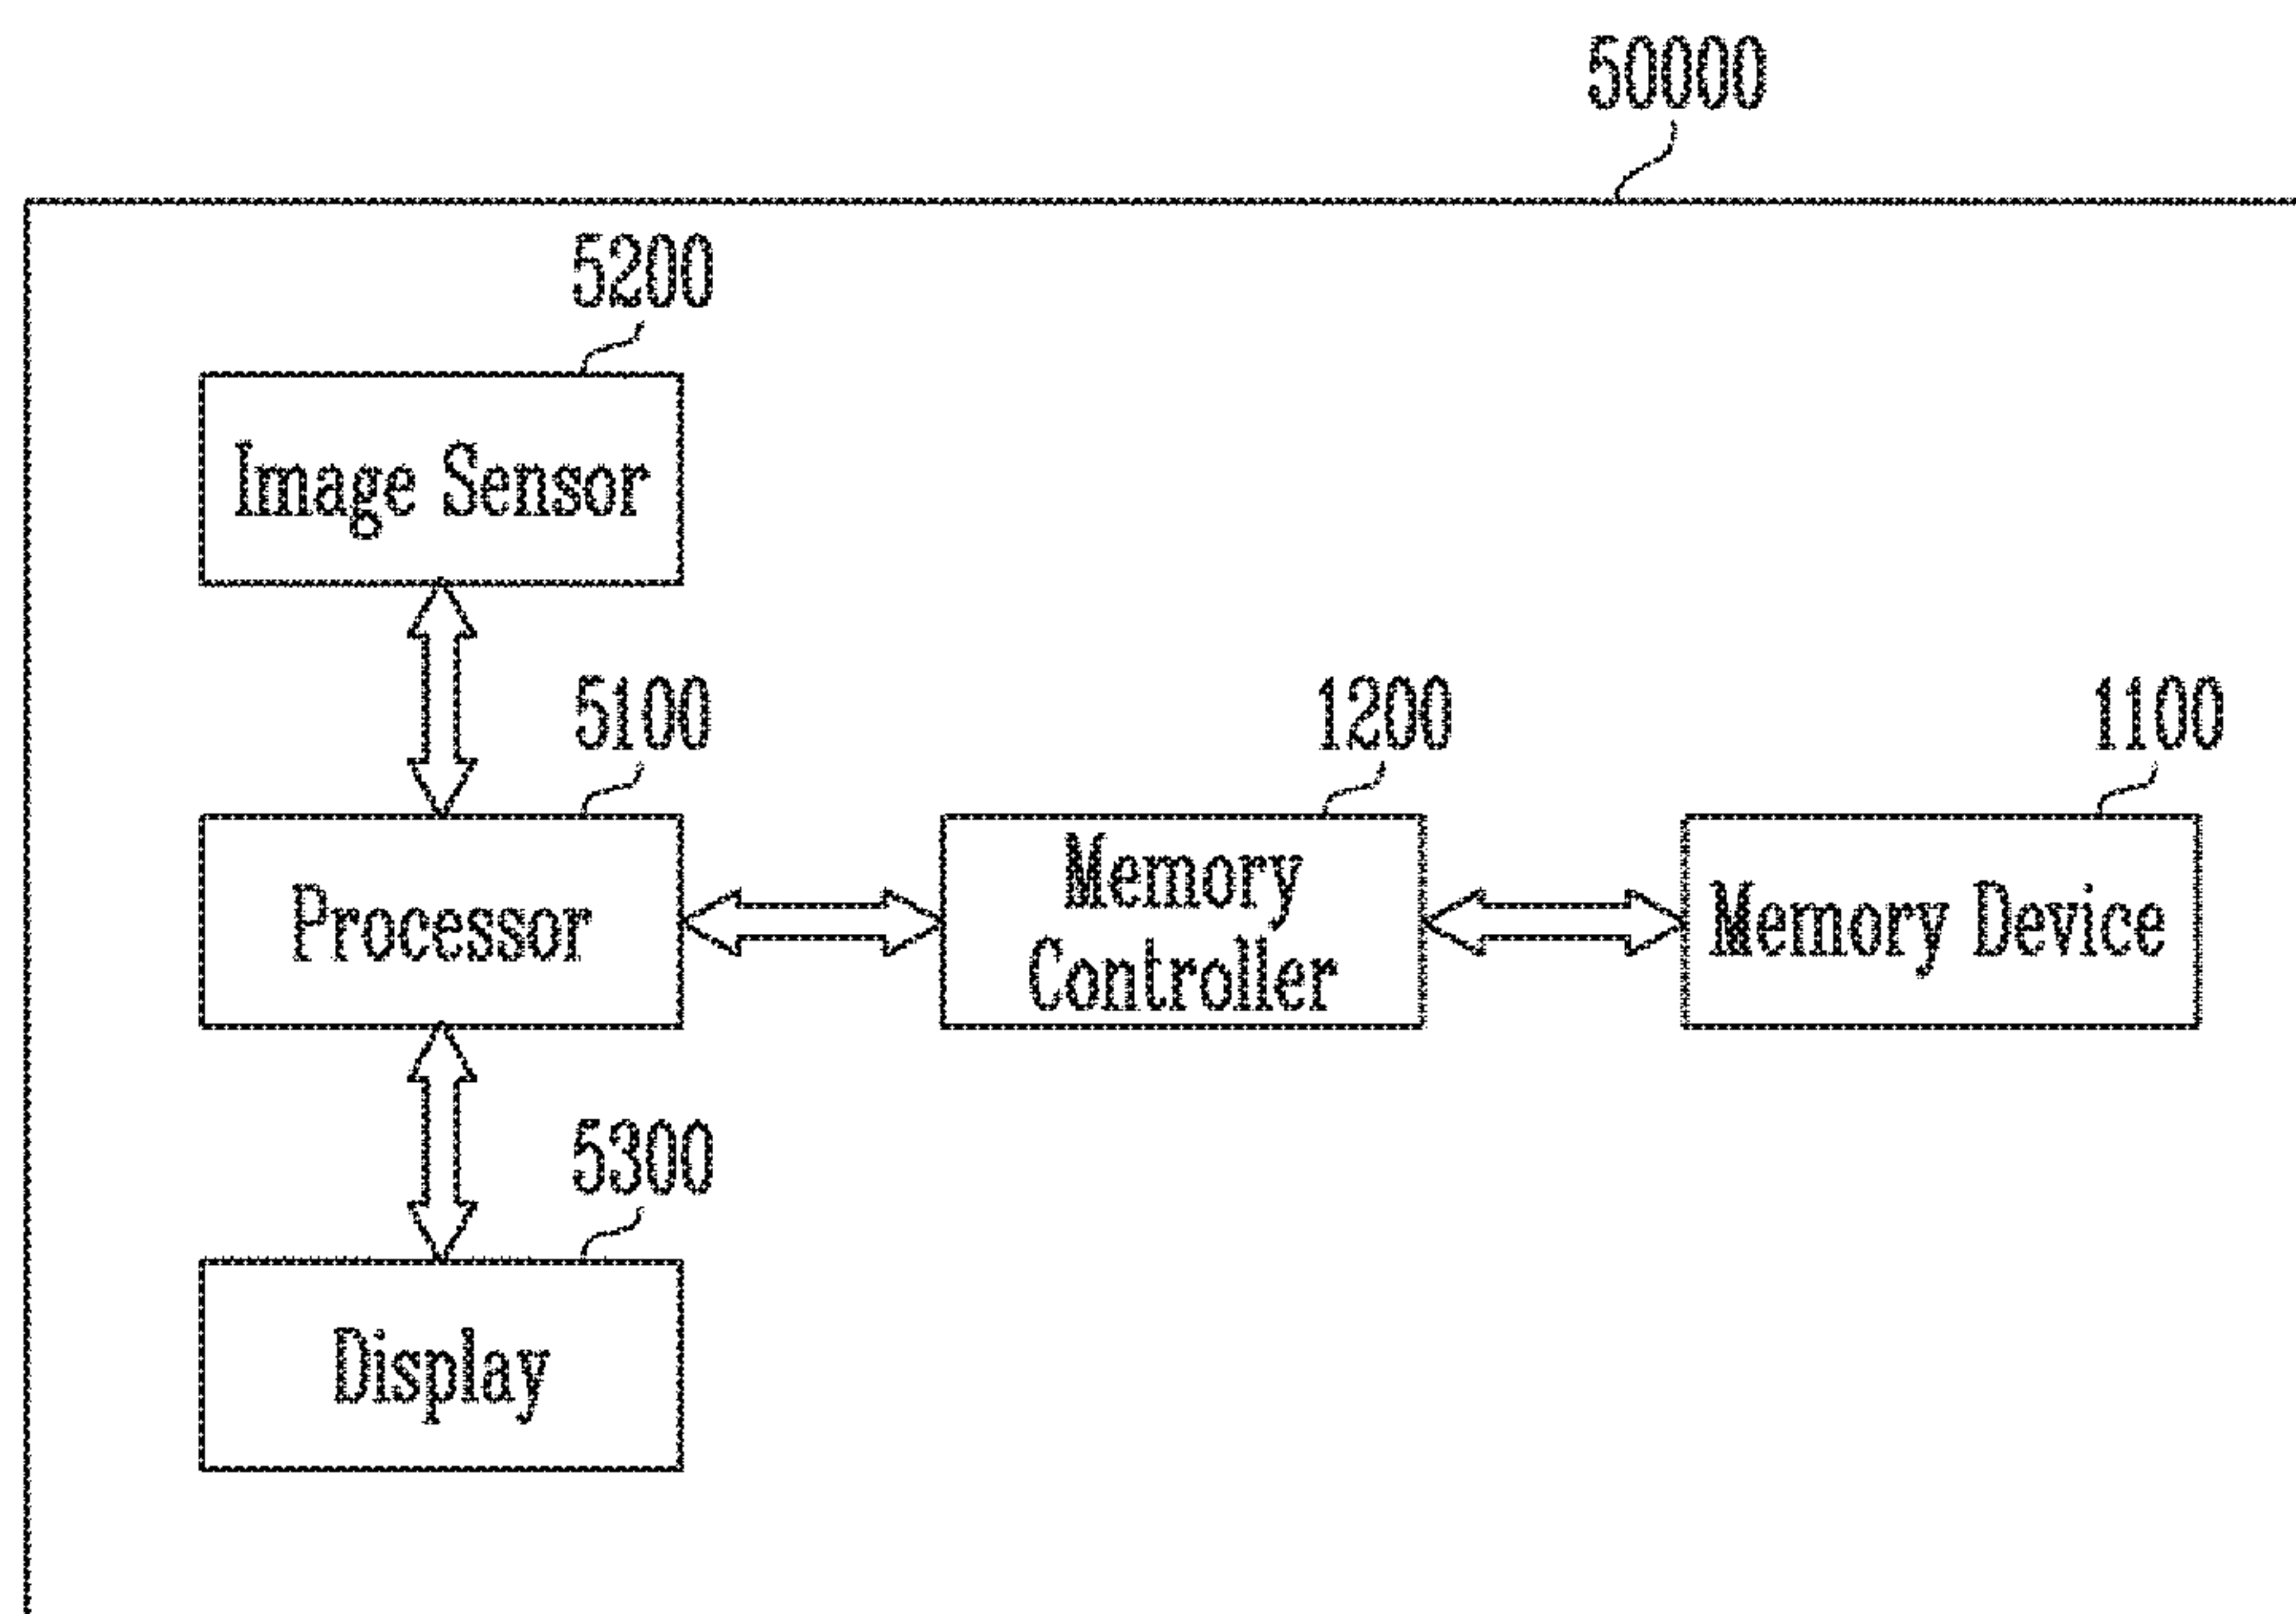 50000
5200
Image Sensor
5100
1200
1100
Processor
Memory
Controller
Memory Device
5300
Display